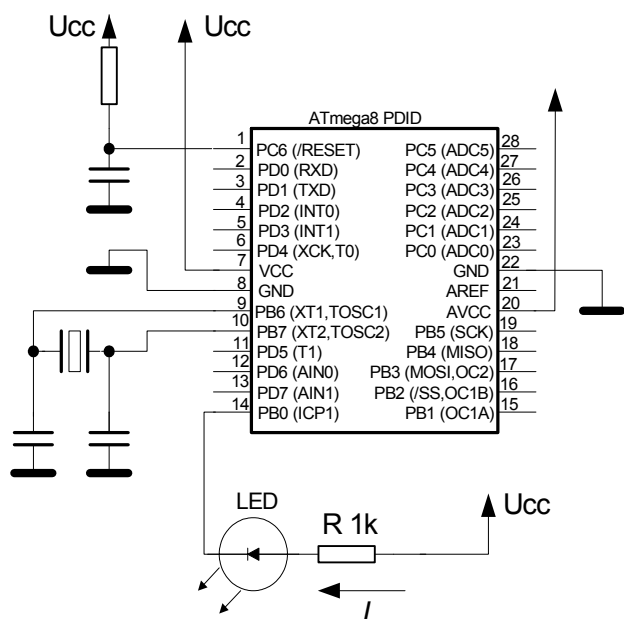 Ucc
Ucc
ATmega8 PDID
1 PC6 (/RESET) PC5 (ADC5) 28
2 PD0 (RXD) PC4 (ADC4) 27
3 PD1 (TXD) PC3 (ADC3) 26
4 PD2 (INT0) PC2 (ADC2) 25
5 PD3 (INT1) PC1 (ADC1) 24
6 PD4 (XCK,T0) PC0 (ADC0) 23
7 VCC GND 22
8 GND AREF 21
9 PB6 (XT1,TOSC1) AVCC 20
10 PB7 (XT2,TOSC2) PB5 (SCK) 19
11 PD5 (T1) PB4 (MISO) 18
12 PD6 (AIN0) PB3 (MOSI,OC2) 17
13 PD7 (AIN1) PB2 (/SS,OC1B) 16
14 PB0 (ICP1) PB1 (OC1A) 15
LED
R 1k
Ucc
I